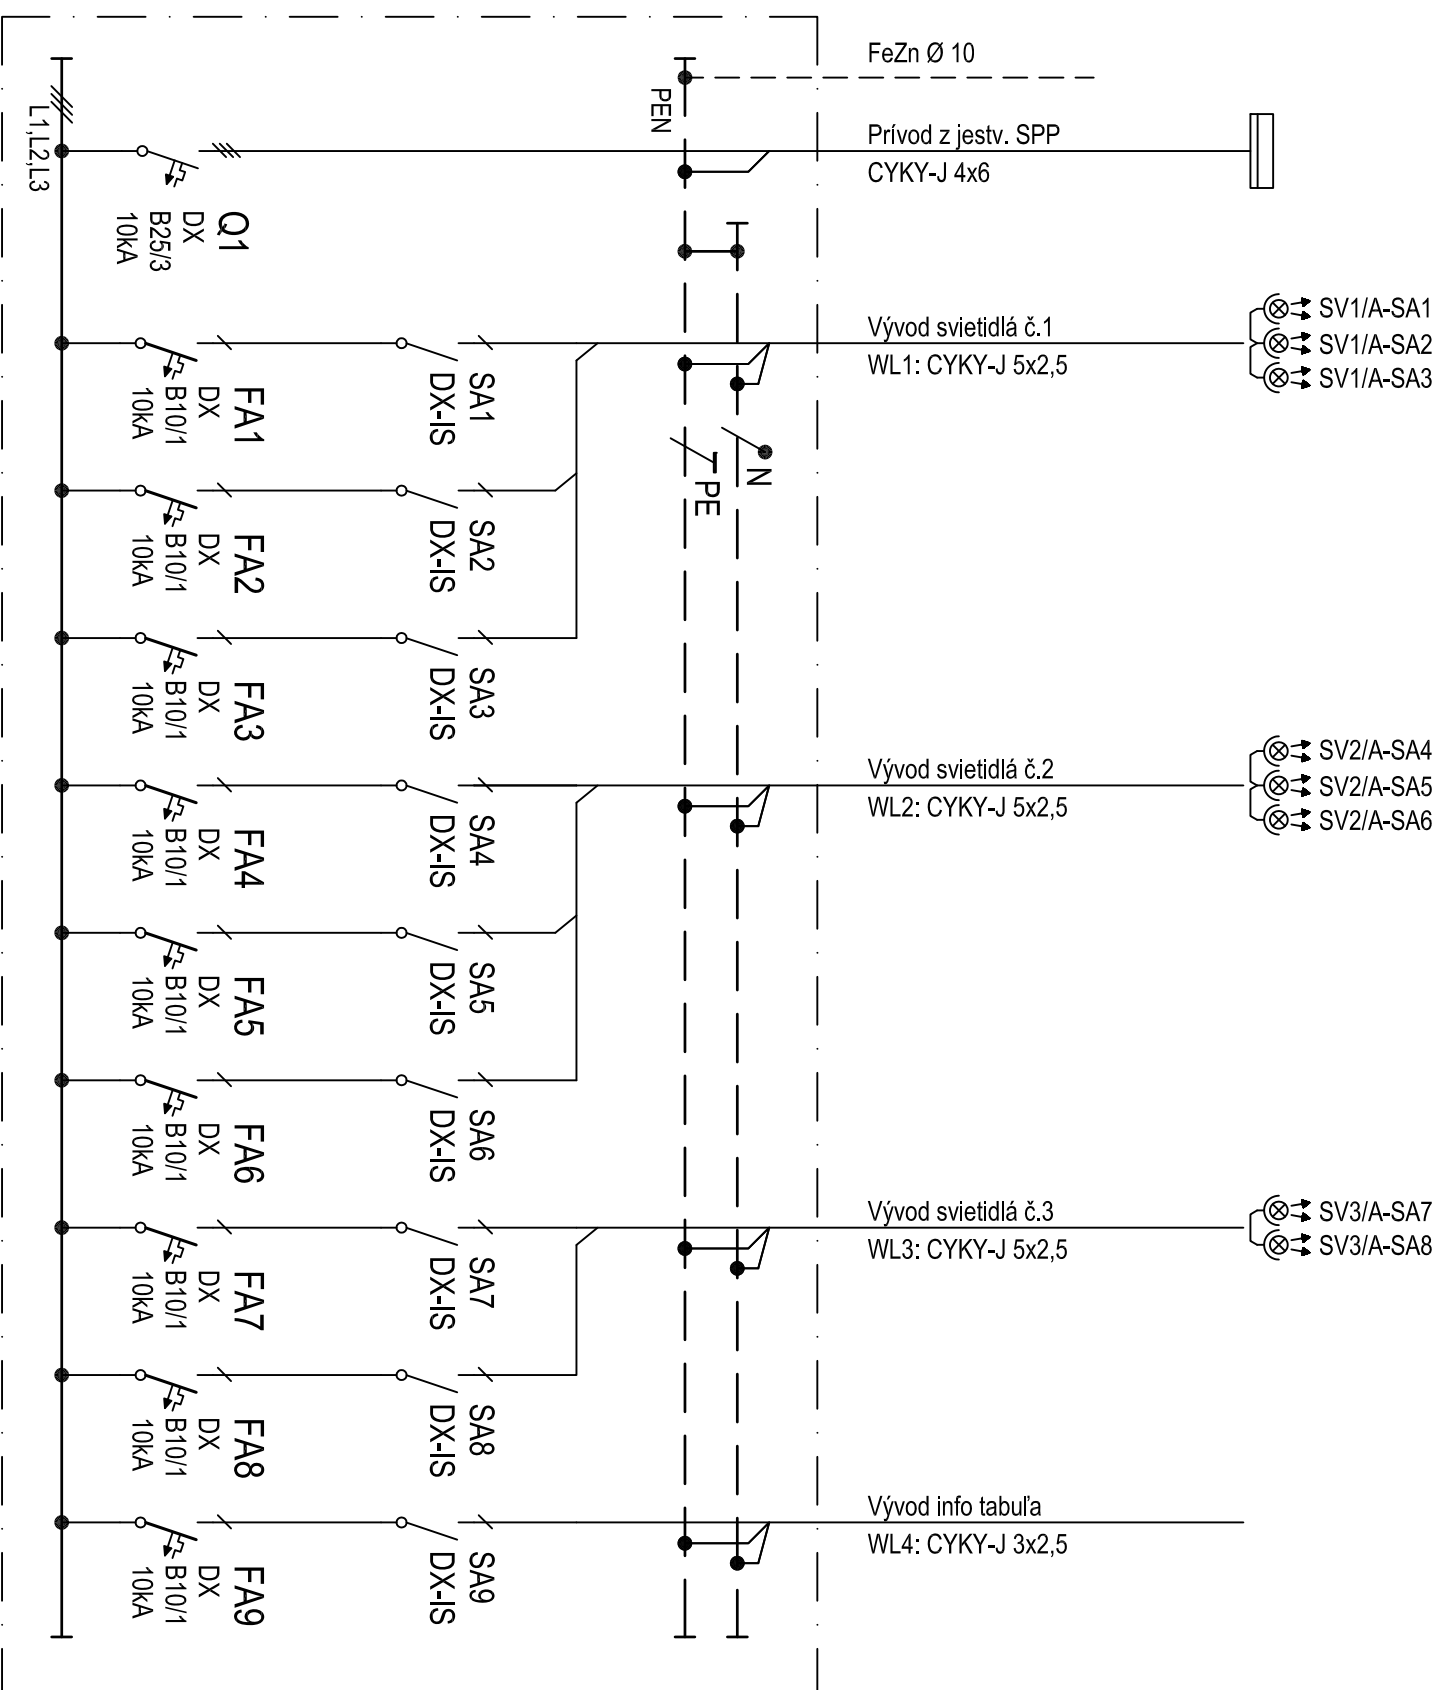 FeZn Ø 10
L1,L2,L3
PEN
Prívod z jestv. SPP
CYKY-J 4x6
Q1
DX
B25/3
10kA
Vývod svietidlá č.1
WL1: CYKY-J 5x2,5
SV1/A-SA1
SV1/A-SA2
SV1/A-SA3
FA1
DX
B10/1
10kA
SA1
DX-IS
N
PE
FA2
DX
B10/1
10kA
SA2
DX-IS
FA3
DX
B10/1
10kA
SA3
DX-IS
Vývod svietidlá č.2
WL2: CYKY-J 5x2,5
SV2/A-SA4
SV2/A-SA5
SV2/A-SA6
FA4
DX
B10/1
10kA
SA4
DX-IS
FA5
DX
B10/1
10kA
SA5
DX-IS
FA6
DX
B10/1
10kA
SA6
DX-IS
Vývod svietidlá č.3
WL3: CYKY-J 5x2,5
SV3/A-SA7
SV3/A-SA8
FA7
DX
B10/1
10kA
SA7
DX-IS
FA8
DX
B10/1
10kA
SA8
DX-IS
Vývod info tabuľa
WL4: CYKY-J 3x2,5
FA9
DX
B10/1
10kA
SA9
DX-IS